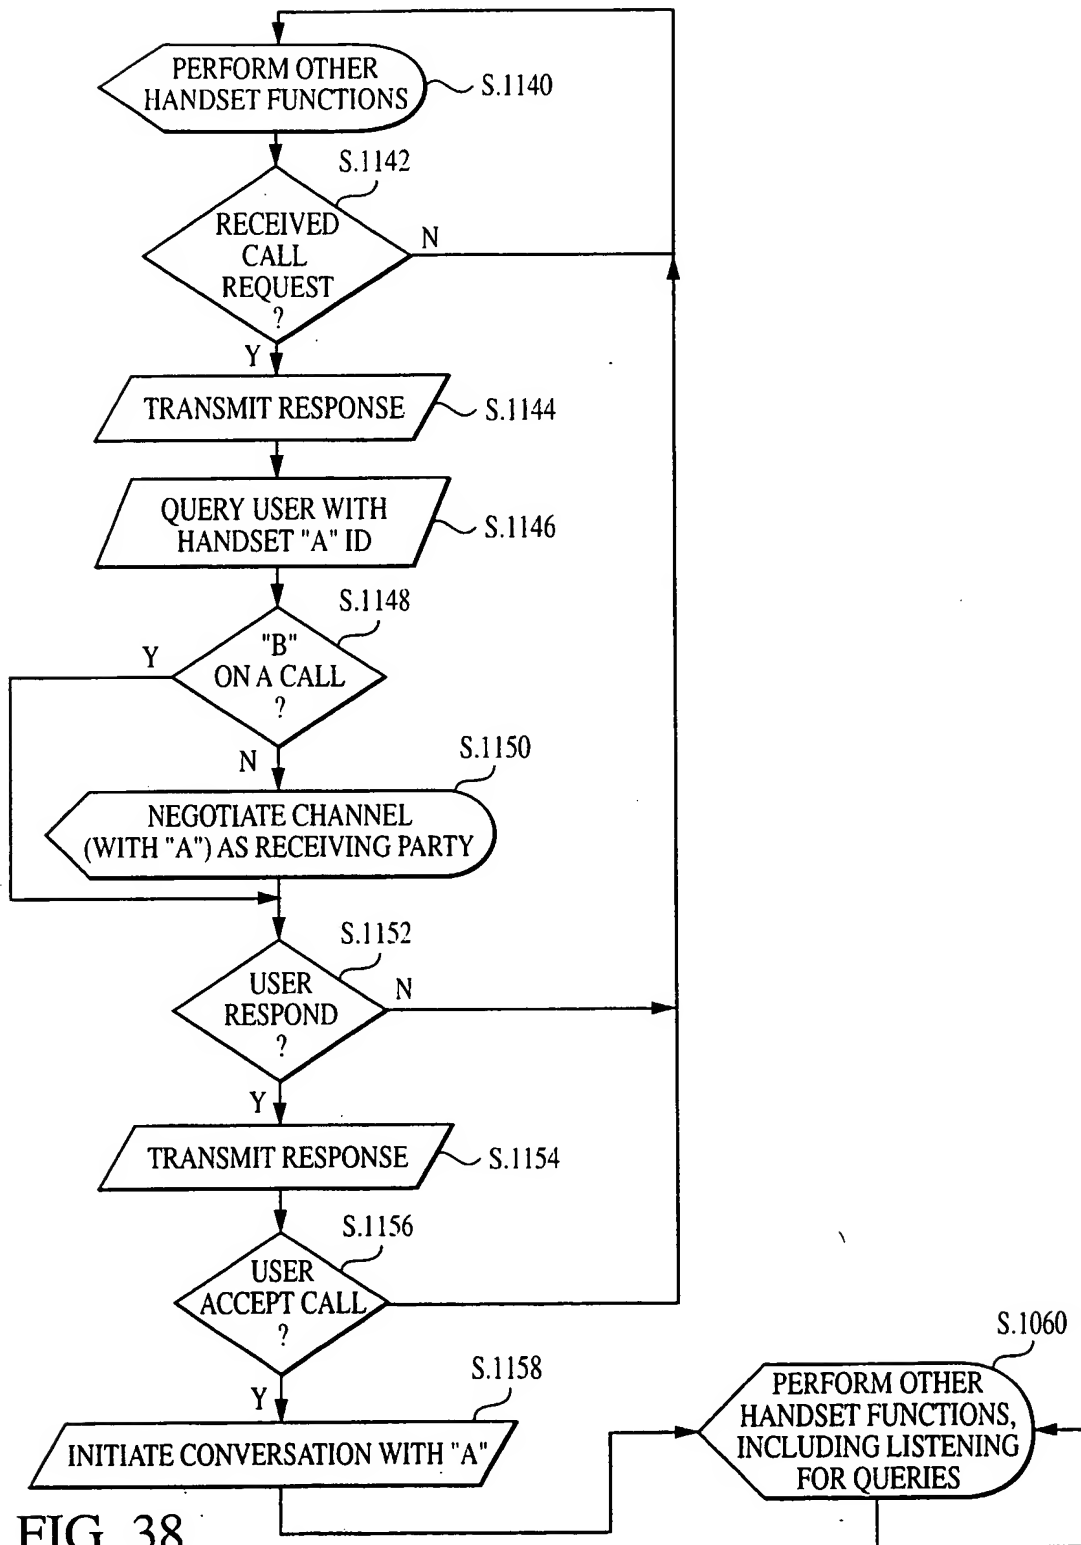 PERFORM OTHER
HANDSET FUNCTIONS
S.1140
S.1142
RECEIVED
CALL
REQUEST
?
N
Y
TRANSMIT RESPONSE
S.1144
QUERY USER WITH
HANDSET "A" ID
S.1146
S.1148
"B"
ON A CALL
?
Y
N
S.1150
NEGOTIATE CHANNEL
(WITH "A") AS RECEIVING PARTY
S.1152
USER
RESPOND
?
N
Y
TRANSMIT RESPONSE
S.1154
S.1156
USER
ACCEPT CALL
?
Y
S.1158
INITIATE CONVERSATION WITH "A"
S.1060
PERFORM OTHER
HANDSET FUNCTIONS,
INCLUDING LISTENING
FOR QUERIES
FIG. 38